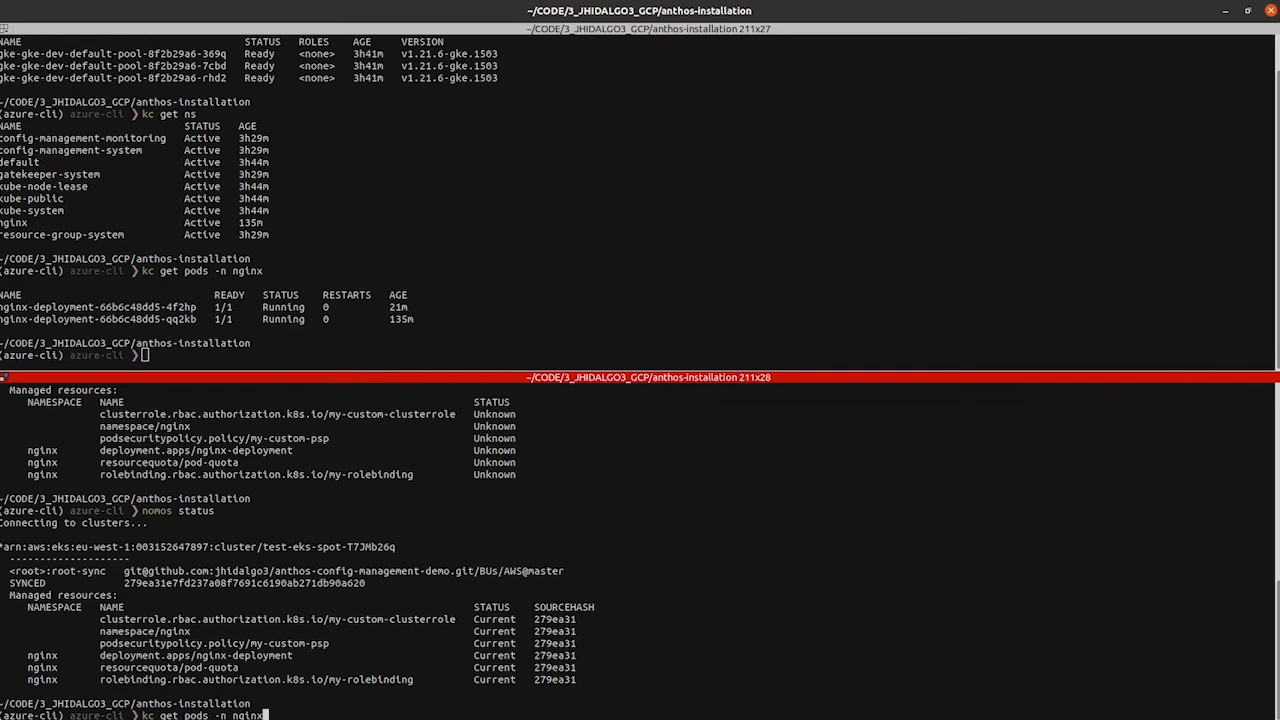 ~/CODE/3_JHIDALGO3_GCP/anthos-installation
~/CODE/3_JHIDALGO3_GCP/anthos-installation 211x27
NAME STATUS ROLES AGE VERSION
gke-gke-dev-default-pool-8f2b29a6-369q Ready <none> 3h41m v1.21.6-gke.1503
gke-gke-dev-default-pool-8f2b29a6-7cbd Ready <none> 3h41m v1.21.6-gke.1503
gke-gke-dev-default-pool-8f2b29a6-rhd2 Ready <none> 3h41m v1.21.6-gke.1503
~/CODE/3_JHIDALGO3_GCP/anthos-installation
(azure-cli) azure-cli ❯ kc get ns
NAME STATUS AGE
config-management-monitoring Active 3h29m
config-management-system Active 3h29m
default Active 3h44m
gatekeeper-system Active 3h29m
kube-node-lease Active 3h44m
kube-public Active 3h44m
kube-system Active 3h44m
nginx Active 135m
resource-group-system Active 3h29m
~/CODE/3_JHIDALGO3_GCP/anthos-installation
(azure-cli) azure-cli ❯ kc get pods -n nginx
NAME READY STATUS RESTARTS AGE
nginx-deployment-66b6c48dd5-4f2hp 1/1 Running 0 21m
nginx-deployment-66b6c48dd5-qq2kb 1/1 Running 0 135m
~/CODE/3_JHIDALGO3_GCP/anthos-installation
(azure-cli) azure-cli ❯
~/CODE/3_JHIDALGO3_GCP/anthos-installation 211x28
Managed resources:
NAMESPACE NAME STATUS
clusterrole.rbac.authorization.k8s.io/my-custom-clusterrole Unknown
namespace/nginx Unknown
podsecuritypolicy.policy/my-custom-psp Unknown
nginx deployment.apps/nginx-deployment Unknown
nginx resourcequota/pod-quota Unknown
nginx rolebinding.rbac.authorization.k8s.io/my-rolebinding Unknown
~/CODE/3_JHIDALGO3_GCP/anthos-installation
(azure-cli) azure-cli ❯ nomos status
Connecting to clusters...
*arn:aws:eks:eu-west-1:003152647897:cluster/test-eks-spot-T7JMb26q
--------------------
<root>:root-sync git@github.com:jhidalgo3/anthos-config-management-demo.git/BUs/AWS@master
SYNCED 279ea31e7fd237a08f7691c6190ab271db90a620
Managed resources:
NAMESPACE NAME STATUS SOURCEHASH
clusterrole.rbac.authorization.k8s.io/my-custom-clusterrole Current 279ea31
namespace/nginx Current 279ea31
podsecuritypolicy.policy/my-custom-psp Current 279ea31
nginx deployment.apps/nginx-deployment Current 279ea31
nginx resourcequota/pod-quota Current 279ea31
nginx rolebinding.rbac.authorization.k8s.io/my-rolebinding Current 279ea31
~/CODE/3_JHIDALGO3_GCP/anthos-installation
(azure-cli) azure-cli ❯ kc get pods -n nginx